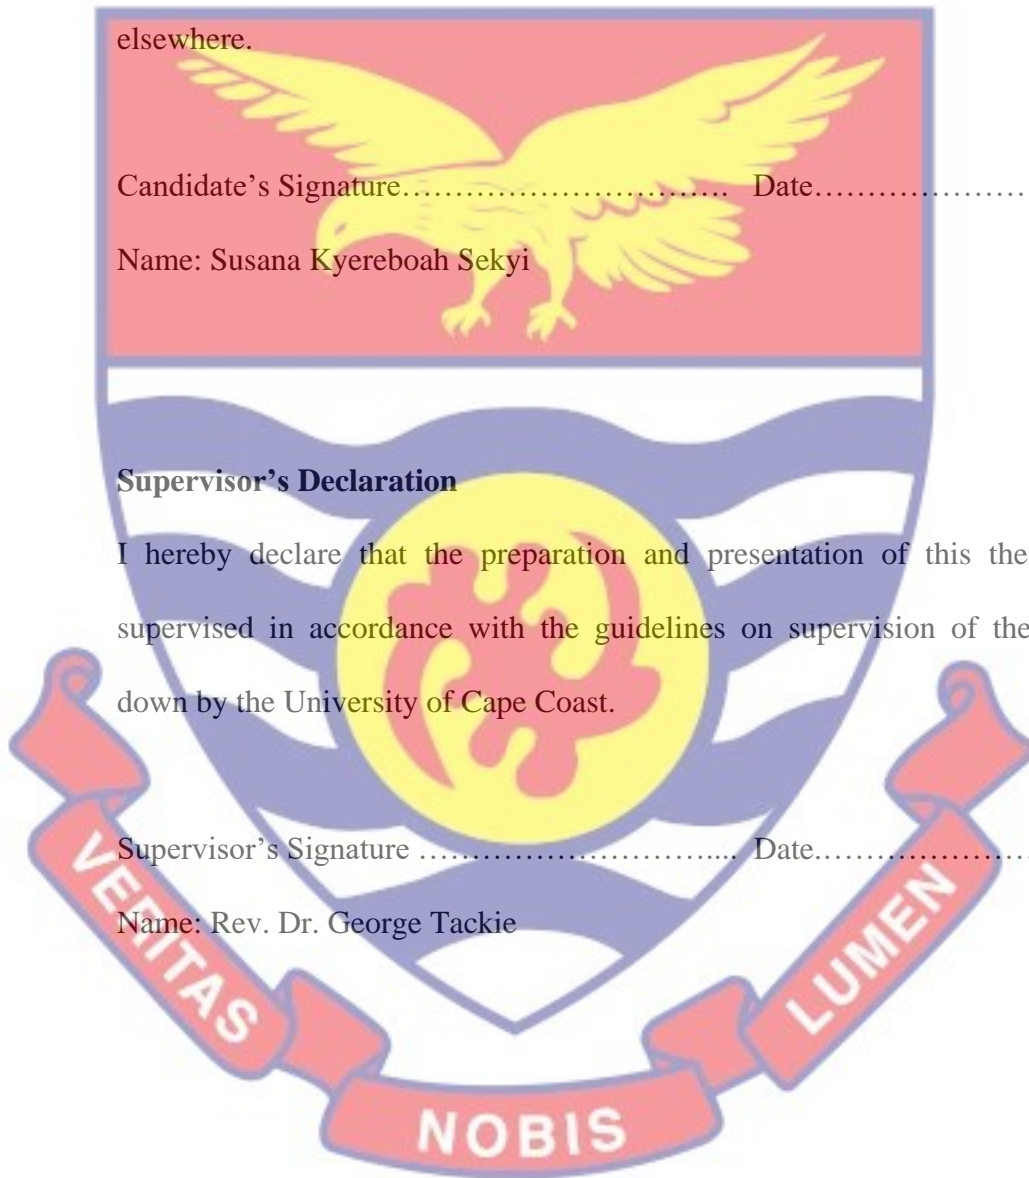 elsewhere.
Candidate’s Signature…………………………. Date…………………
Name: Susana Kyereboah Sekyi
Supervisor’s Declaration
I hereby declare that the preparation and presentation of this the
supervised in accordance with the guidelines on supervision of the
down by the University of Cape Coast.
Supervisor’s Signature ……………………….... Date.…………………
Name: Rev. Dr. George Tackie
VERITAS
NOBIS
LUMEN